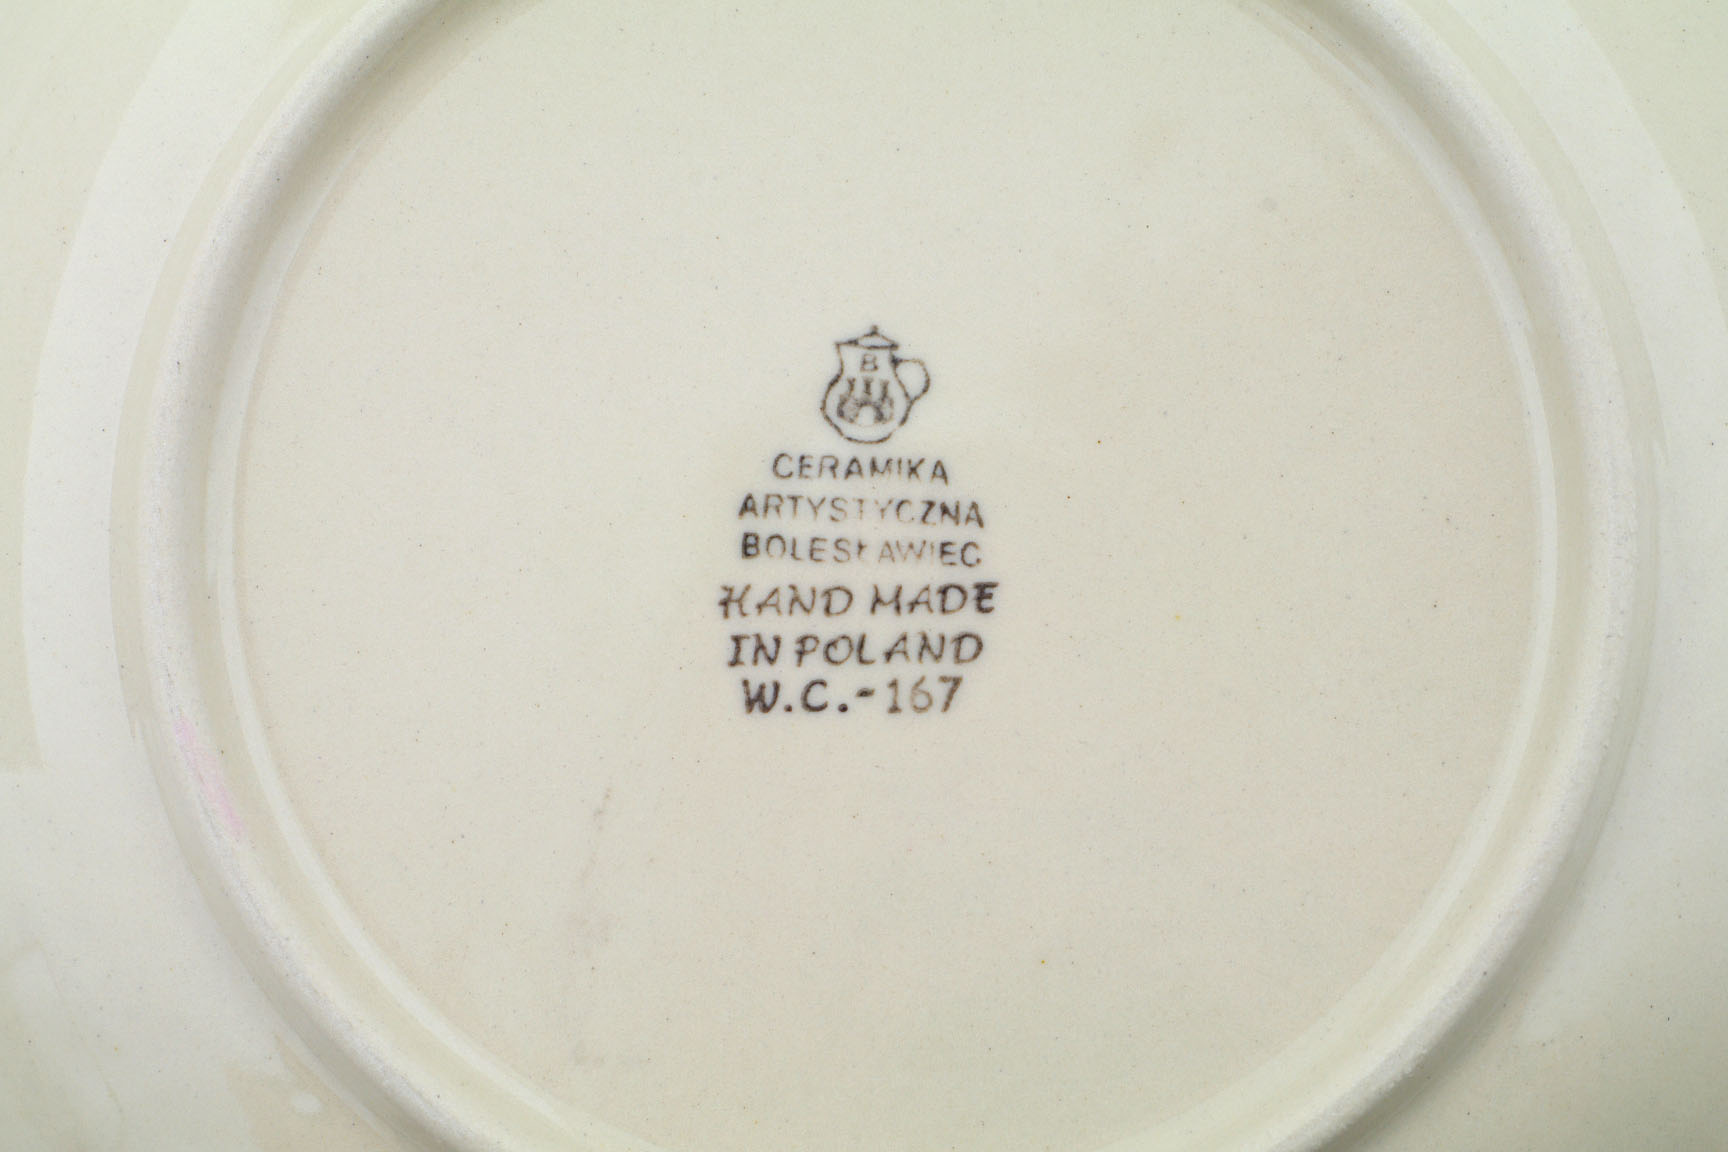 B
CERAMIKA
ARTYSTYCZNA
BOLESŁAWIEC
HAND MADE
IN POLAND
W.C.-167